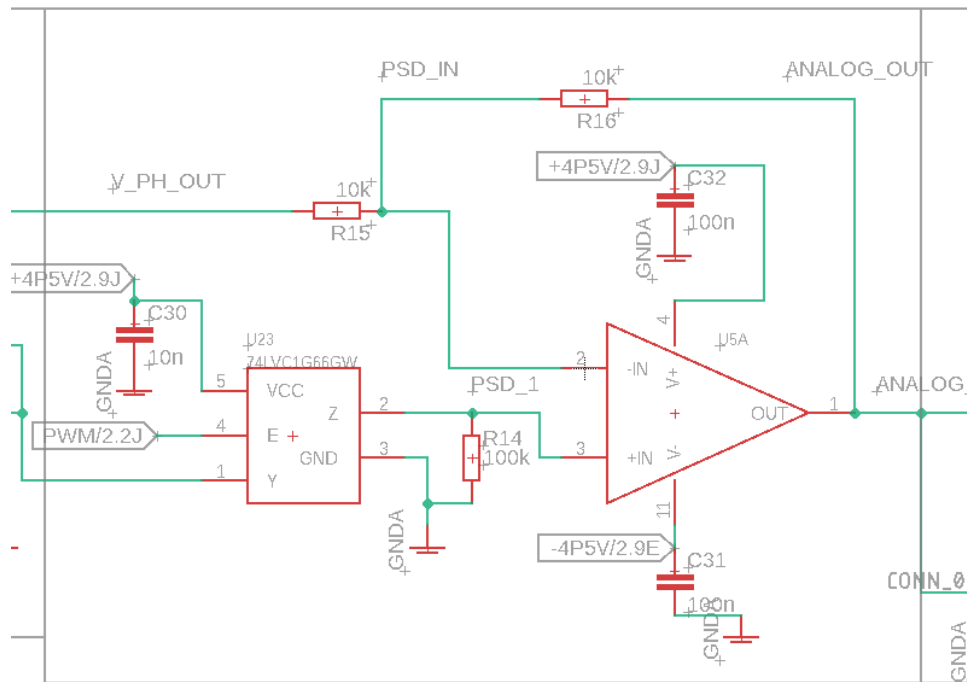 PSD_IN
10k
ANALOG_OUT
R16
+4P5V/2.9J
C32
100n
GNDA
V_PH_OUT
10k
R15
+4P5V/2.9J
C30
10n
GNDA
U23
74LVC1G66GW
5
VCC
Z
2
PWM/2.2J
4
E
GND
3
1
Y
PSD_1
R14
100k
GNDA
4
U5A
2
-IN
V+
OUT
1
3
+IN
V-
11
ANALOG_
-4P5V/2.9E
C31
100n
GNDA
CONN_0
GNDA